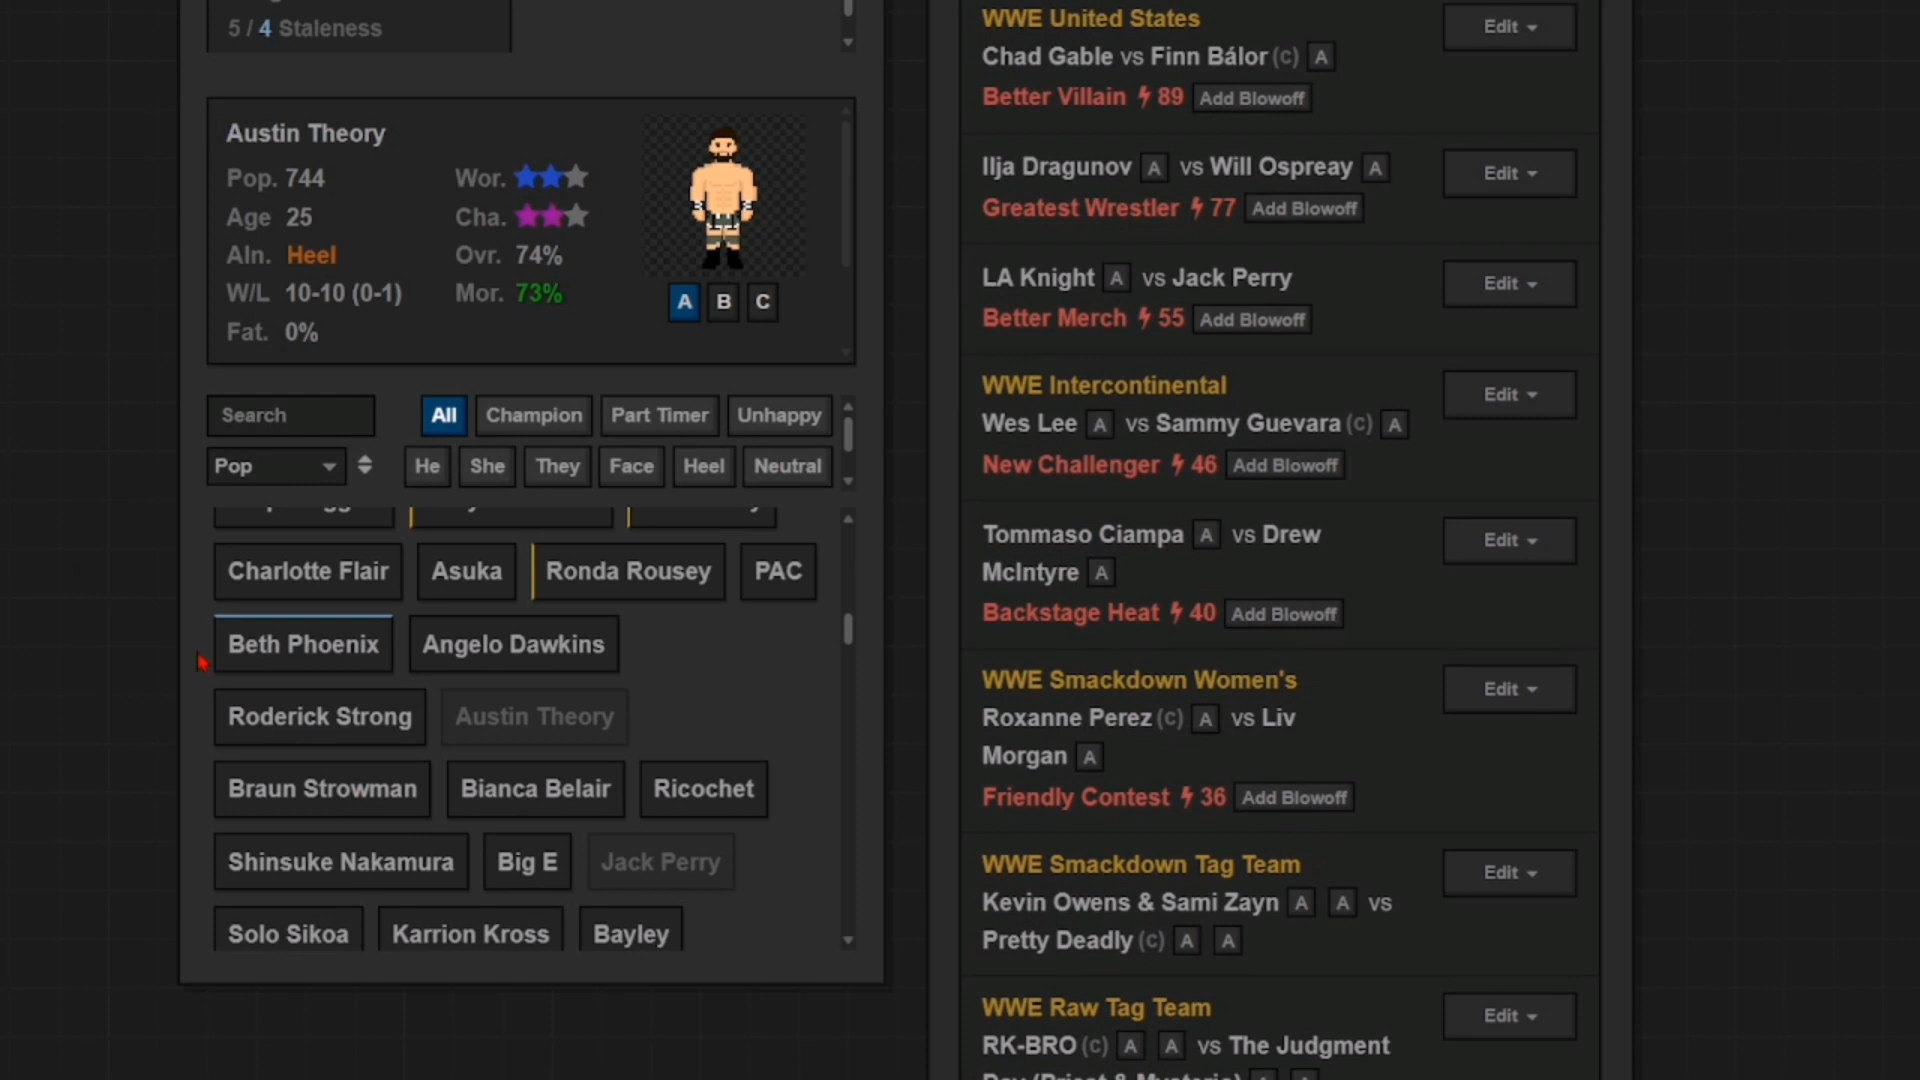 5 / 4 Staleness
Austin Theory
Pop. 744
Wor.
Age 25
Cha.
Aln. Heel
Ovr. 74%
W/L 10-10 (0-1)
Mor. 73%
A B C
Fat. 0%
Search
All Champion Part Timer Unhappy
Pop
He She They Face Heel Neutral
Charlotte Flair Asuka Ronda Rousey PAC
Beth Phoenix Angelo Dawkins
Roderick Strong Austin Theory
Braun Strowman Bianca Belair Ricochet
Shinsuke Nakamura Big E Jack Perry
Solo Sikoa Karrion Kross Bayley
WWE United States
Edit
Chad Gable vs Finn Bálor (C) A
Better Villain 89 Add Blowoff
Ilja Dragunov A vs Will Ospreay A
Edit
Greatest Wrestler 77 Add Blowoff
LA Knight A vs Jack Perry
Edit
Better Merch 55 Add Blowoff
WWE Intercontinental
Edit
Wes Lee A vs Sammy Guevara (C) A
New Challenger 46 Add Blowoff
Tommaso Ciampa A vs Drew
Edit
McIntyre A
Backstage Heat 40 Add Blowoff
WWE Smackdown Women's
Edit
Roxanne Perez (C) A vs Liv
Morgan A
Friendly Contest 36 Add Blowoff
WWE Smackdown Tag Team
Edit
Kevin Owens & Sami Zayn A A vs
Pretty Deadly (C) A A
WWE Raw Tag Team
Edit
RK-BRO (C) A A vs The Judgment
Day (Priest & Mysterio) A A